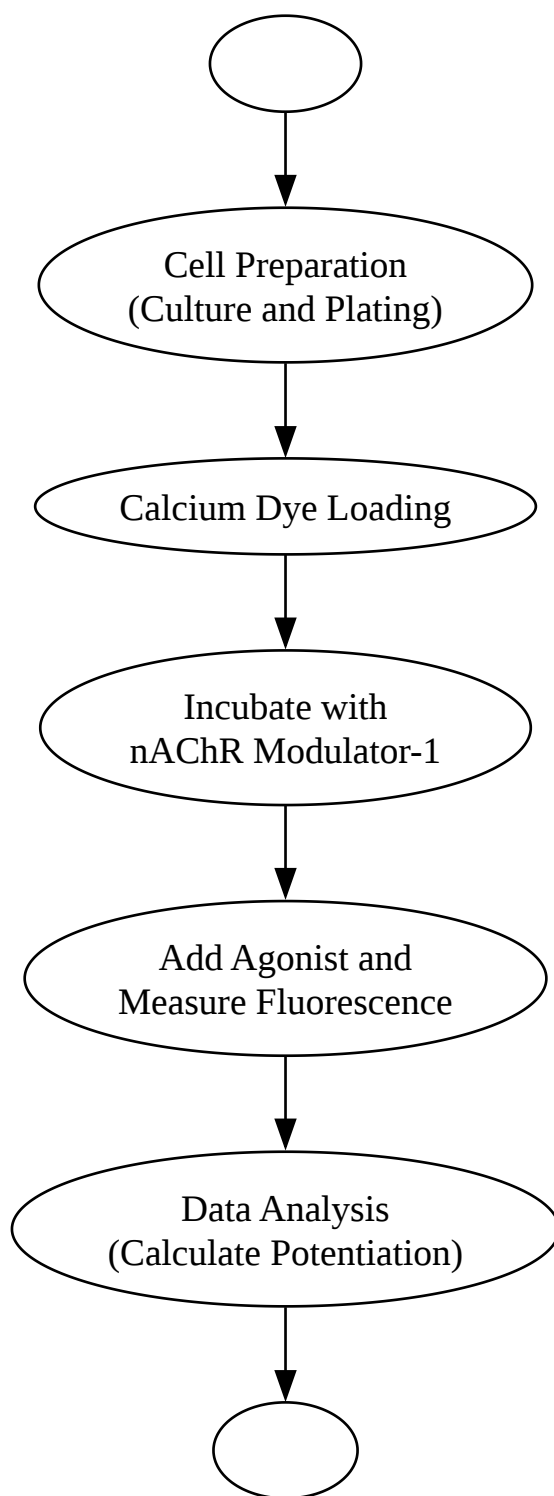 Cell Preparation
(Culture and Plating)
Calcium Dye Loading
Incubate with
nAChR Modulator-1
Add Agonist and
Measure Fluorescence
Data Analysis
(Calculate Potentiation)